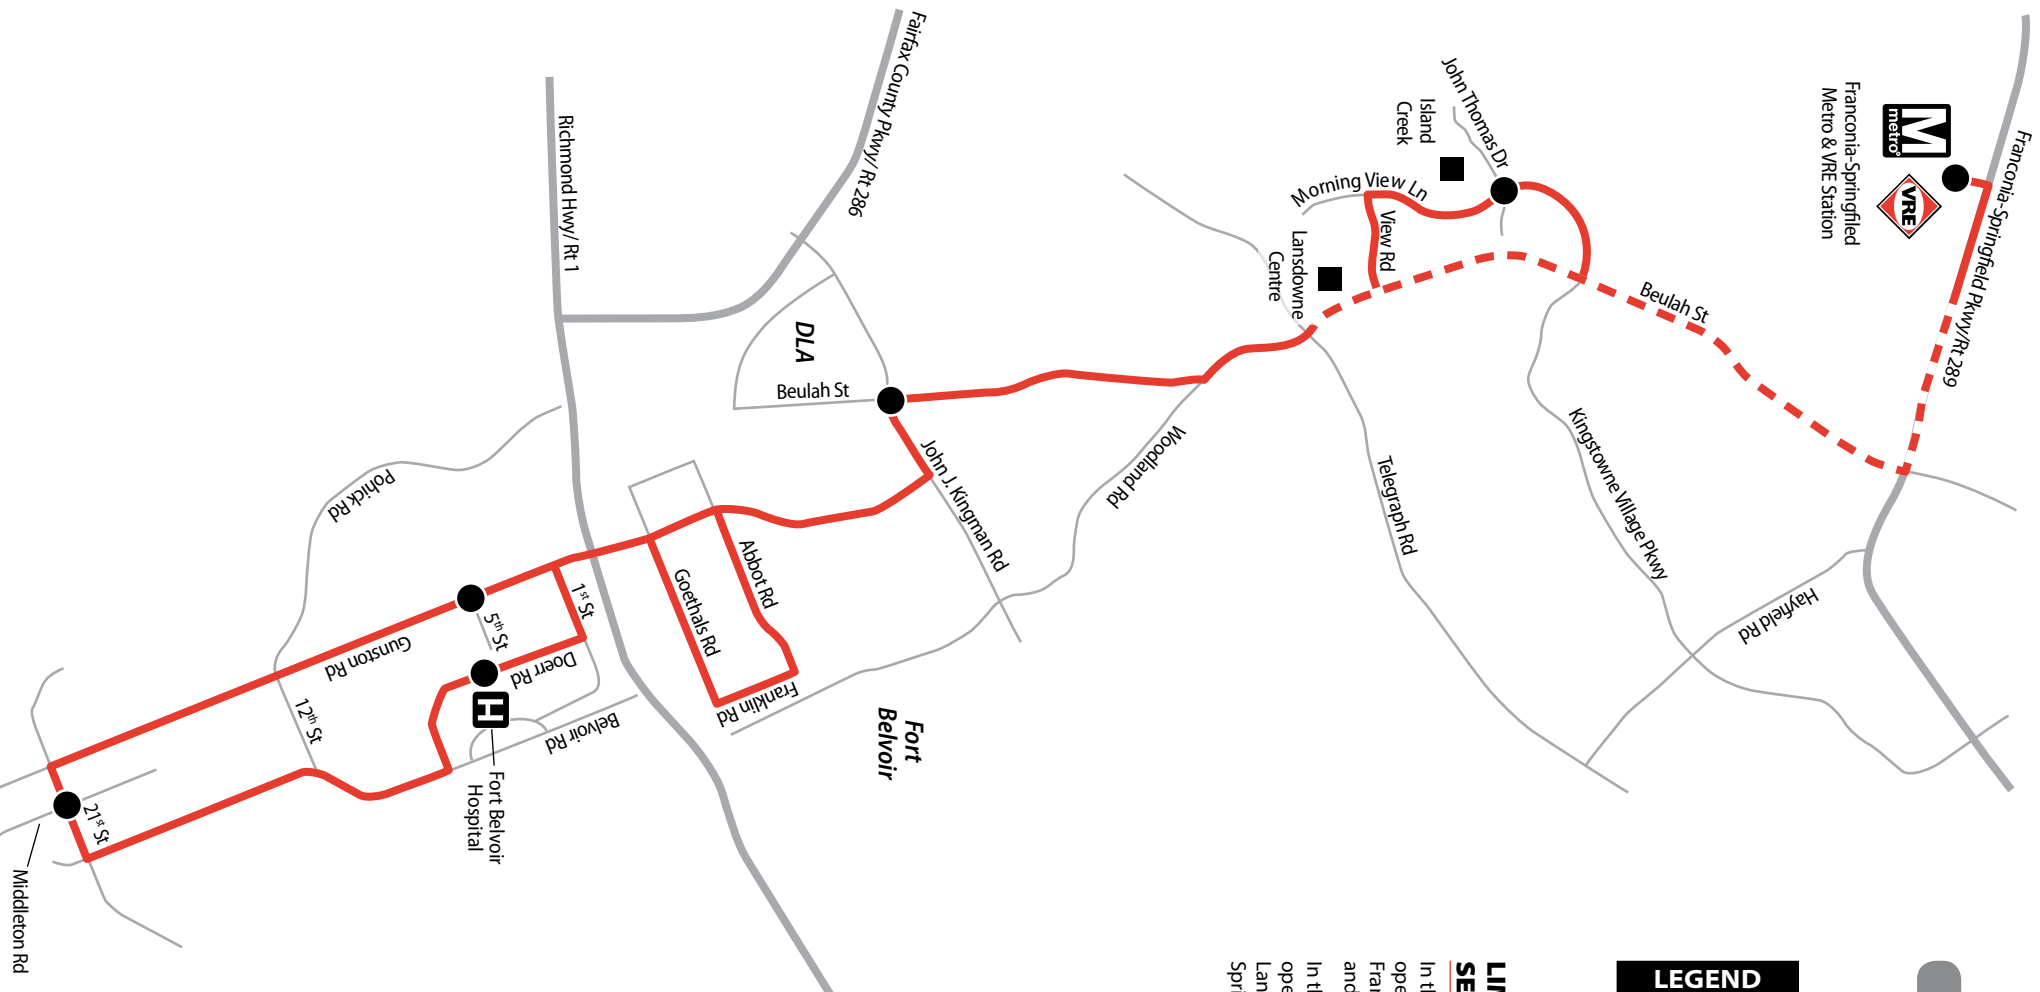 Franconia-Springfield Pkwy/Rt 289
M
metro
VRE
Franconia-Springfiled
Metro & VRE Station
John Thomas Dr
Island
Creek
Morning View Ln
View Rd
Lansdowne
Centre
Beulah St
Kingstowne Village Pkwy
Hayfield Rd
Telegraph Rd
Woodland Rd
Fairfax County Pkwy/ Rt 286
Richmond Hwy/ Rt 1
DLA
Beulah St
John J. Kingman Rd
Abbot Rd
Goethals Rd
Franklin Rd
Fort
Belvoir
Pohick Rd
1st St
5th St
Doerr Rd
Gunston Rd
Belvoir Rd
H
Fort Belvoir
Hospital
12th St
21st St
Middleton Rd
LEGEND